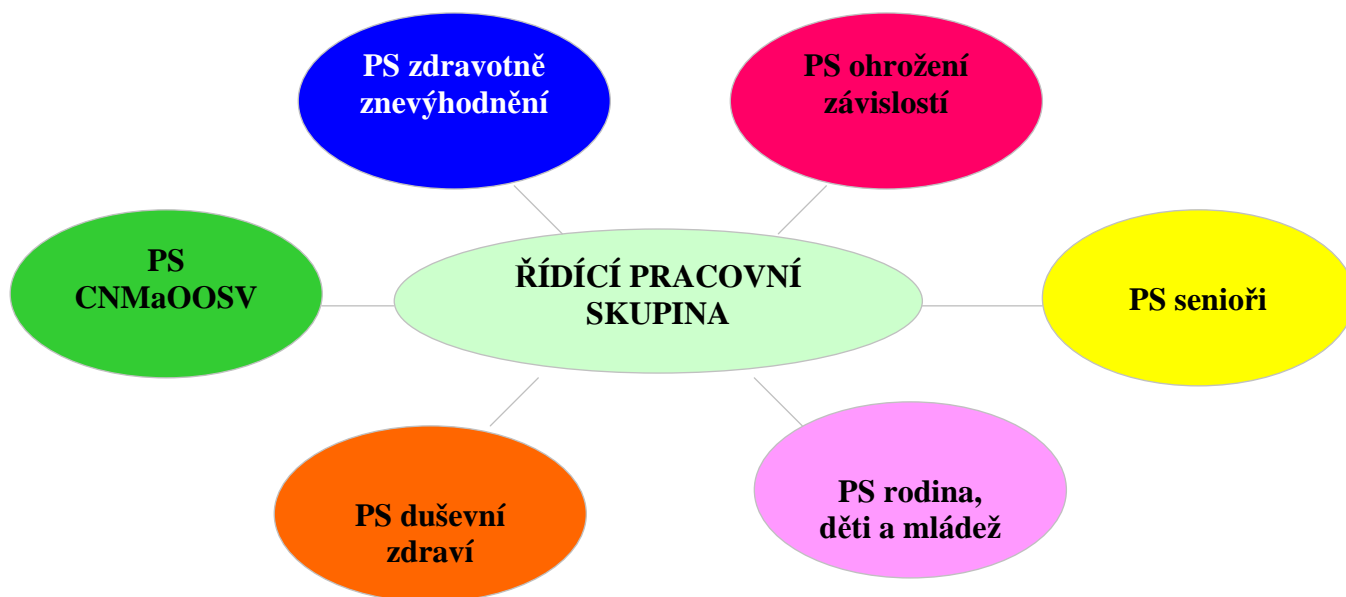 PS zdravotně
znevýhodnění
PS ohrožení
závislostí
PS
CNMaOOSV
ŘÍDÍCÍ PRACOVNÍ
SKUPINA
PS senioři
PS duševní
zdraví
PS rodina,
děti a mládež